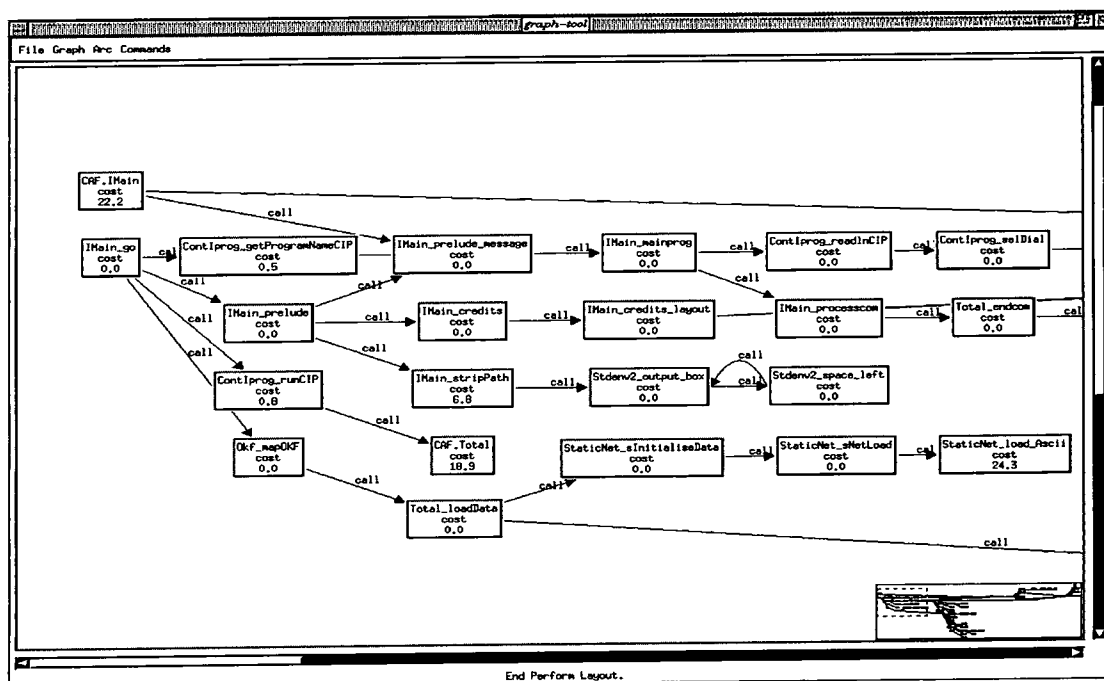 graph-tool
File Graph Arc Commands
CAF.IMain
cost
22.2
call
IMain_go
cost
0.0
call
ContIprog_getProgramNameCIP
cost
0.5
IMain_prelude_message
cost
0.0
call
IMain_mainprog
cost
0.0
call
ContIprog_readInCIP
cost
0.0
call
ContIprog_selDial
cost
0.0
call
call
call
IMain_prelude
cost
0.0
call
IMain_credits
cost
0.0
call
IMain_credits_layout
cost
0.0
IMain_processcom
cost
0.0
call
Total_endcom
cost
0.0
call
call
call
call
call
ContIprog_runCIP
cost
0.8
IMain_stripPath
cost
6.8
call
Stdenv2_output_box
cost
0.0
call
Stdenv2_space_left
cost
0.0
call
Okf_mapOKF
cost
0.0
CAF.Total
cost
18.9
StaticNet_sInitialiseData
cost
0.0
call
StaticNet_sNetLoad
cost
0.0
call
StaticNet_load_Ascii
cost
24.3
call
call
Total_loadData
cost
0.0
call
End Perform Layout.